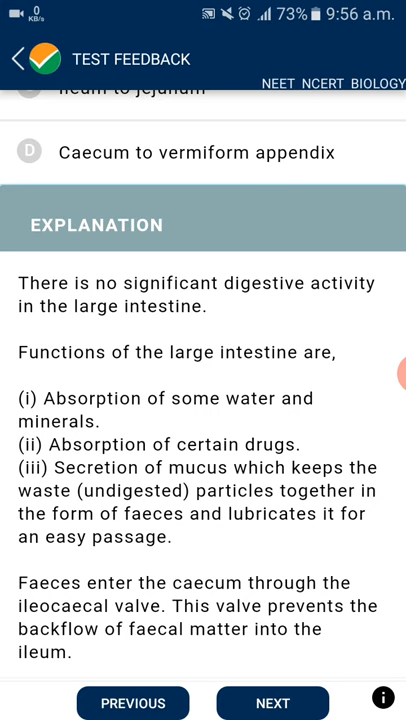 0
KB/s
73% 9:56 a.m.
TEST FEEDBACK
NEET NCERT BIOLOGY
Ileum to jejunum
D Caecum to vermiform appendix
EXPLANATION
There is no significant digestive activity
in the large intestine.
Functions of the large intestine are,
(i) Absorption of some water and
minerals.
(ii) Absorption of certain drugs.
(iii) Secretion of mucus which keeps the
waste (undigested) particles together in
the form of faeces and lubricates it for
an easy passage.
Faeces enter the caecum through the
ileocaecal valve. This valve prevents the
backflow of faecal matter into the
ileum.
PREVIOUS
NEXT
i